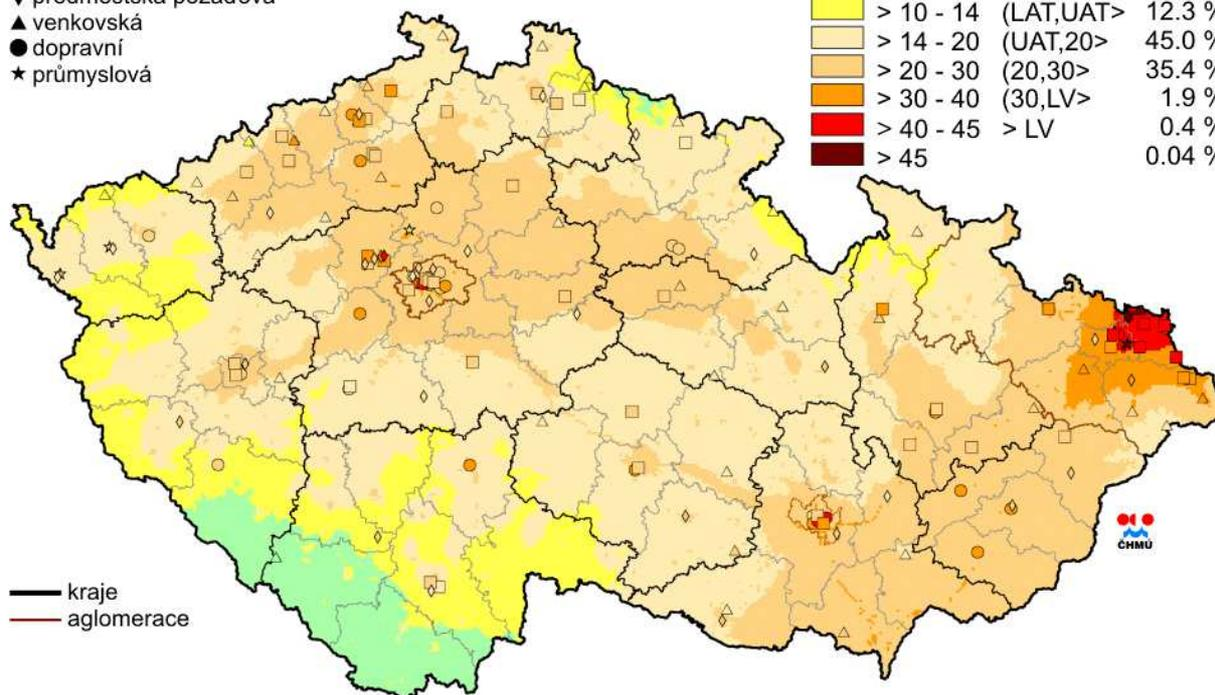 předměstská požadová
venkovská
dopravní
průmyslová
> 10 - 14 (LAT,UAT> 12.3 %
> 14 - 20 (UAT,20> 45.0 %
> 20 - 30 (20,30> 35.4 %
> 30 - 40 (30,LV> 1.9 %
> 40 - 45 > LV 0.4 %
> 45 0.04 %
ČHMÚ
kraje
aglomerace